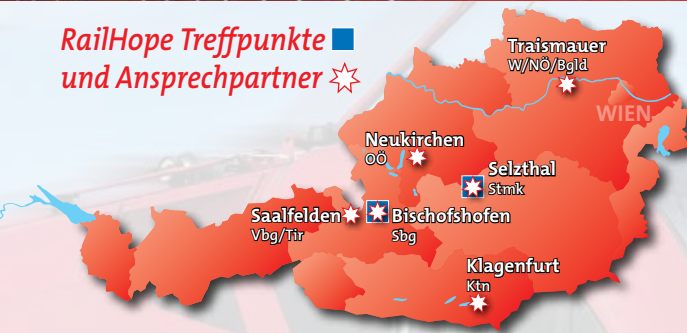 RailHope Treffpunkte
und Ansprechpartner
Traismauer
W/NÖ/Bgld
WIEN
Neukirchen
OÖ
Selzthal
Stmk
Saalfelden
Vbg/Tir
Bischofshofen
Sbg
Klagenfurt
Ktn